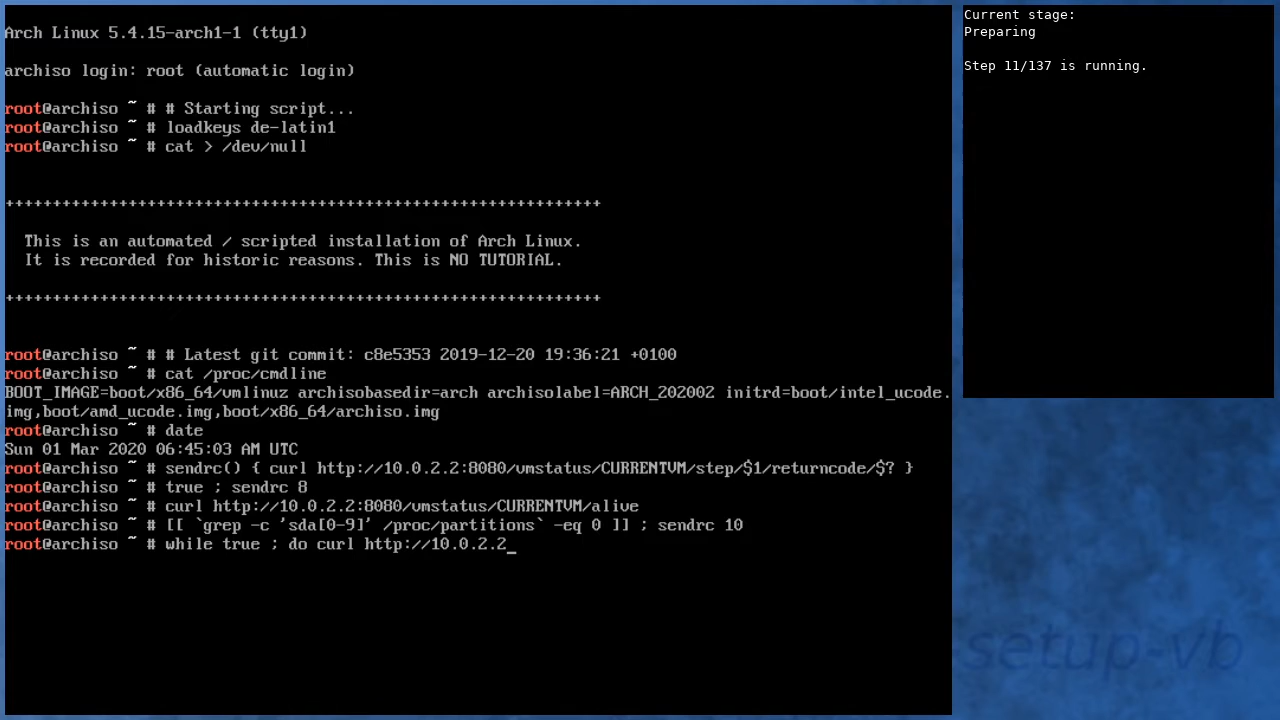 Arch Linux 5.4.15-arch1-1 (tty1)
archiso login: root (automatic login)
root@archiso ~ # # Starting script...
root@archiso ~ # loadkeys de-latin1
root@archiso ~ # cat > /dev/null
+++++++++++++++++++++++++++++++++++++++++++++++++++++++++++++++
This is an automated / scripted installation of Arch Linux.
It is recorded for historic reasons. This is NO TUTORIAL.
+++++++++++++++++++++++++++++++++++++++++++++++++++++++++++++++
root@archiso ~ # # Latest git commit: c8e5353 2019-12-20 19:36:21 +0100
root@archiso ~ # cat /proc/cmdline
BOOT_IMAGE=boot/x86_64/vmlinuz archisobasedir=arch archisolabel=ARCH_202002 initrd=boot/intel_ucode.
img,boot/amd_ucode.img,boot/x86_64/archiso.img
root@archiso ~ # date
Sun 01 Mar 2020 06:45:03 AM UTC
root@archiso ~ # sendrc() { curl http://10.0.2.2:8080/vmstatus/CURRENTVM/step/$1/returncode/$? }
root@archiso ~ # true ; sendrc 8
root@archiso ~ # curl http://10.0.2.2:8080/vmstatus/CURRENTVM/alive
root@archiso ~ # [[ `grep -c 'sda[0-9]' /proc/partitions` -eq 0 ]] ; sendrc 10
root@archiso ~ # while true ; do curl http://10.0.2.2_
Current stage:
Preparing
Step 11/137 is running.
setup-vb